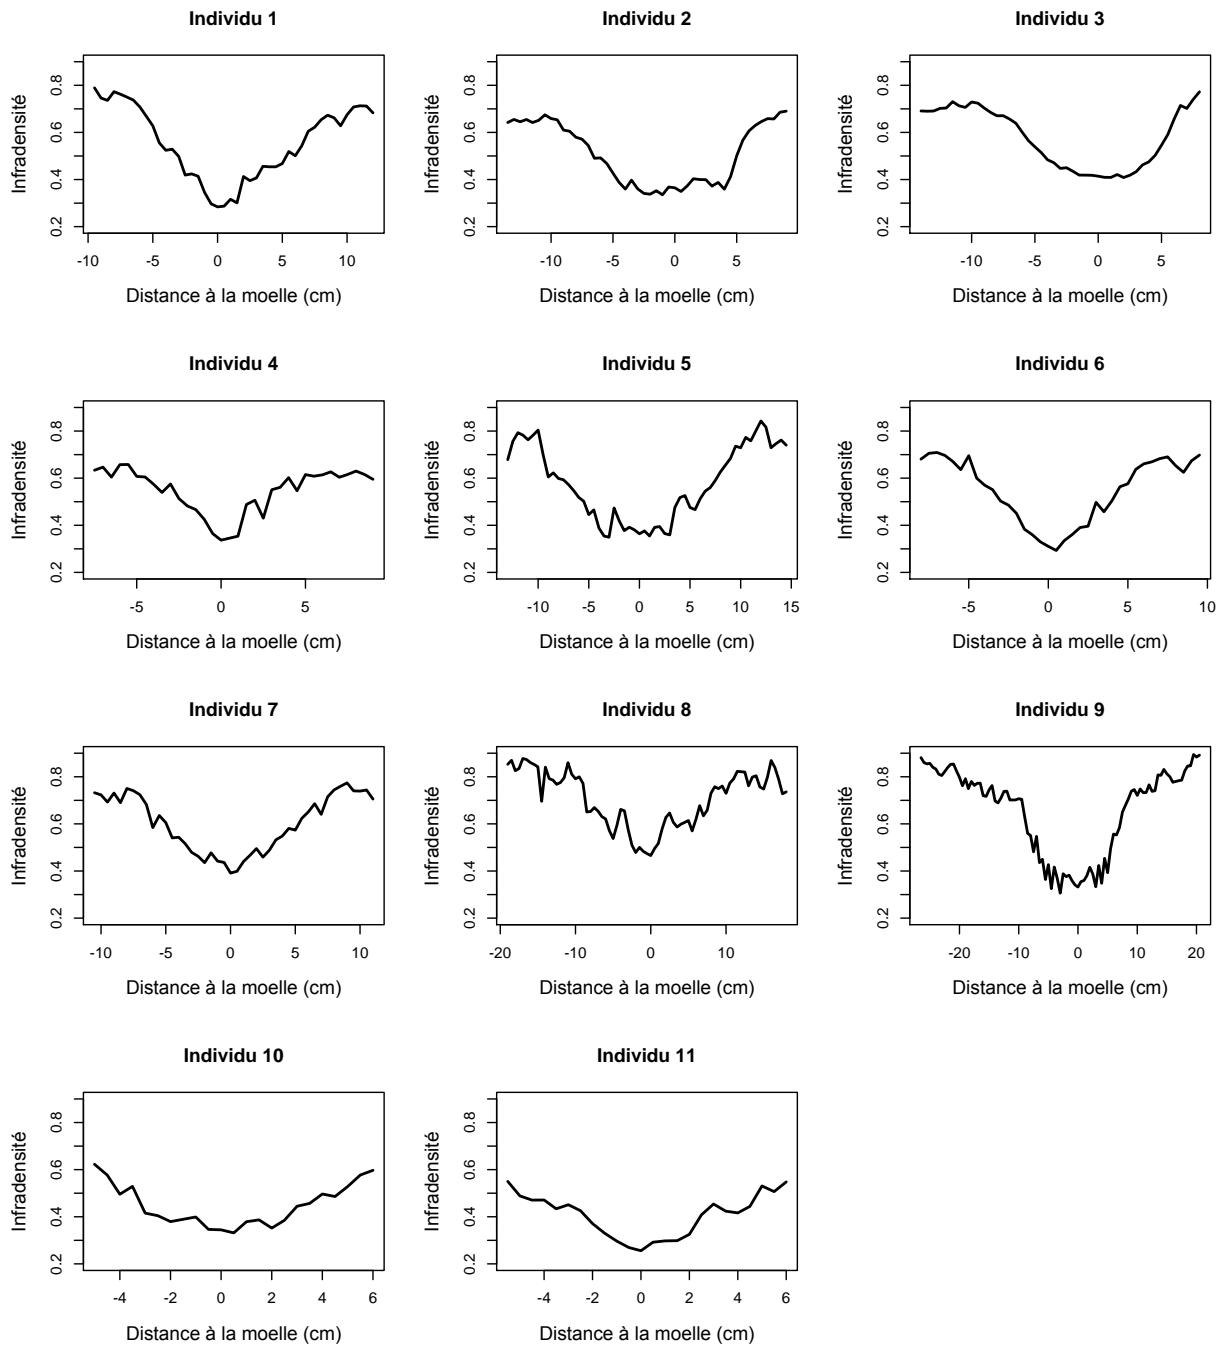 Individu 1
Individu 2
Individu 3
Infradensité
0.2 0.4 0.6 0.8
-10 -5 0 5 10
Distance à la moelle (cm)
Infradensité
0.2 0.4 0.6 0.8
-10 -5 0 5
Distance à la moelle (cm)
Infradensité
0.2 0.4 0.6 0.8
-10 -5 0 5
Distance à la moelle (cm)
Individu 4
Individu 5
Individu 6
Infradensité
0.2 0.4 0.6 0.8
-5 0 5
Distance à la moelle (cm)
Infradensité
0.2 0.4 0.6 0.8
-10 -5 0 5 10 15
Distance à la moelle (cm)
Infradensité
0.2 0.4 0.6 0.8
-5 0 5 10
Distance à la moelle (cm)
Individu 7
Individu 8
Individu 9
Infradensité
0.2 0.4 0.6 0.8
-10 -5 0 5 10
Distance à la moelle (cm)
Infradensité
0.2 0.4 0.6 0.8
-20 -10 0 10
Distance à la moelle (cm)
Infradensité
0.2 0.4 0.6 0.8
-20 -10 0 10 20
Distance à la moelle (cm)
Individu 10
Individu 11
Infradensité
0.2 0.4 0.6 0.8
-4 -2 0 2 4 6
Distance à la moelle (cm)
Infradensité
0.2 0.4 0.6 0.8
-4 -2 0 2 4 6
Distance à la moelle (cm)